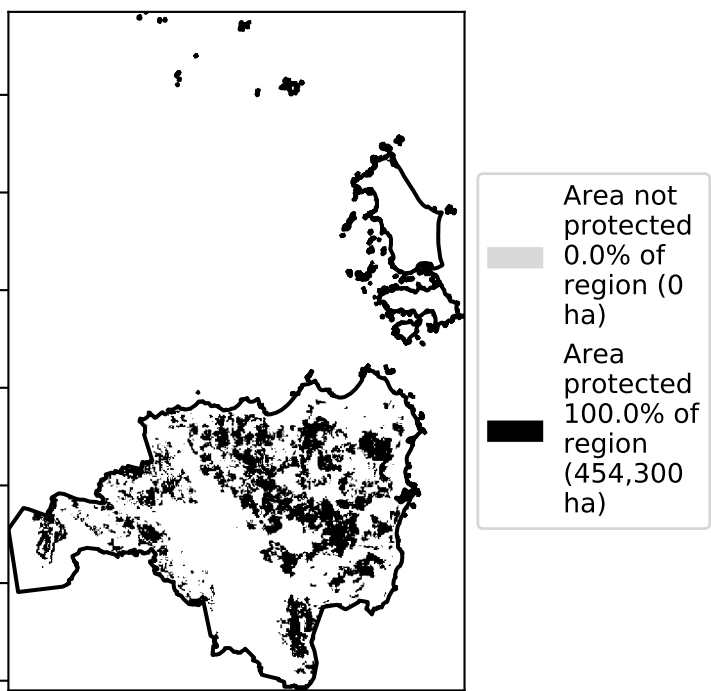 Area not
protected
0.0% of
region (0
ha)
Area
protected
100.0% of
region
(454,300
ha)